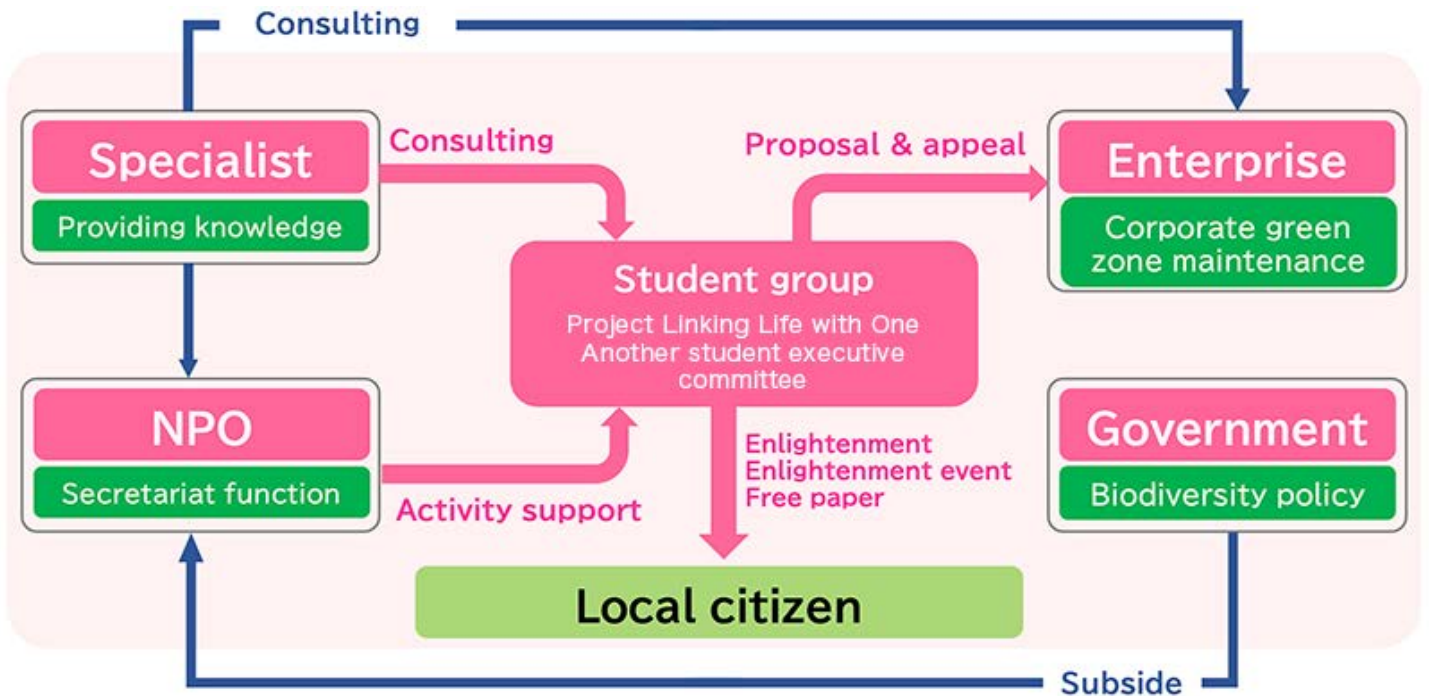 Consulting
Specialist
Providing knowledge
Consulting
Proposal & appeal
Enterprise
Corporate green
zone maintenance
Student group
Project Linking Life with One
Another student executive
committee
NPO
Secretariat function
Activity support
Enlightenment
Enlightenment event
Free paper
Government
Biodiversity policy
Local citizen
Subside